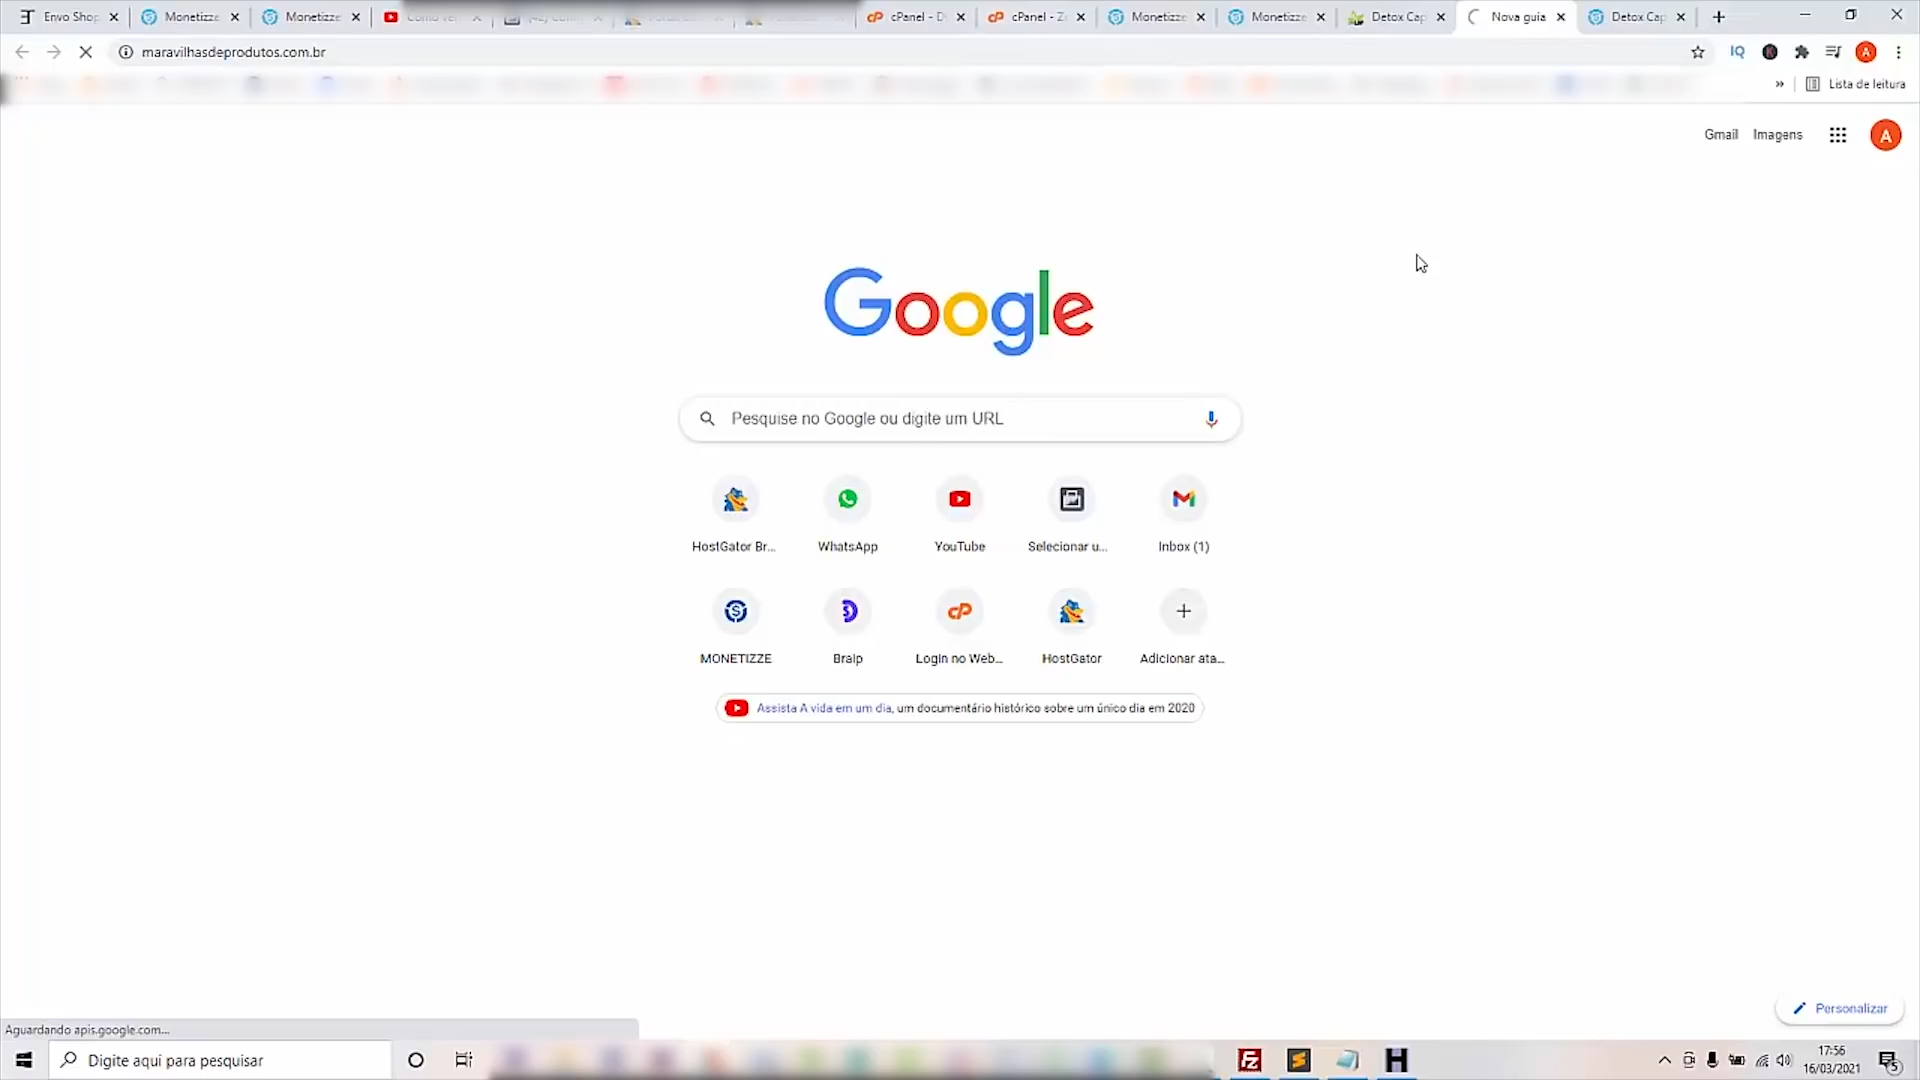 Envo Shop
Monetizze
Monetizze
cPanel - D
cPanel - Z
Monetizze
Monetizze
Detox Cap
Nova guia
Detox Cap
maravilhasdeprodutos.com.br
IQ
A
Lista de leitura
Gmail
Imagens
A
Google
Pesquise no Google ou digite um URL
HostGator Br...
WhatsApp
YouTube
Selecionar u...
Inbox (1)
MONETIZZE
Braip
Login no Web...
HostGator
Adicionar ata...
Assista A vida em um dia, um documentário histórico sobre um único dia em 2020
Personalizar
Aguardando apis.google.com...
Digite aqui para pesquisar
17:56
16/03/2021
5